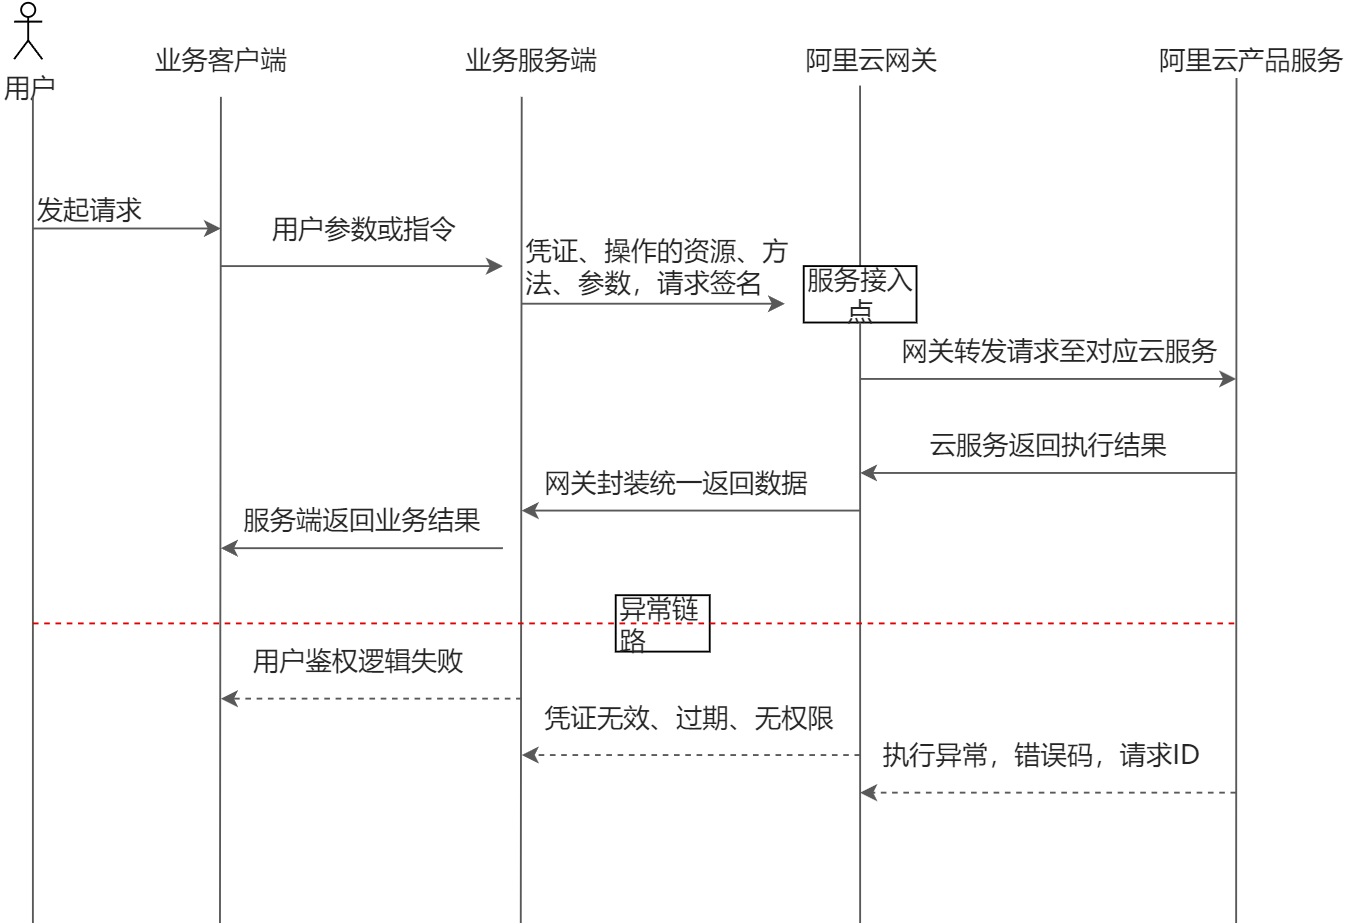 用户
业务客户端
业务服务端
阿里云网关
阿里云产品服务
发起请求
用户参数或指令
凭证、操作的资源、方
法、参数，请求签名
服务接入
点
网关转发请求至对应云服务
云服务返回执行结果
网关封装统一返回数据
服务端返回业务结果
异常链
路
用户鉴权逻辑失败
凭证无效、过期、无权限
执行异常，错误码，请求ID